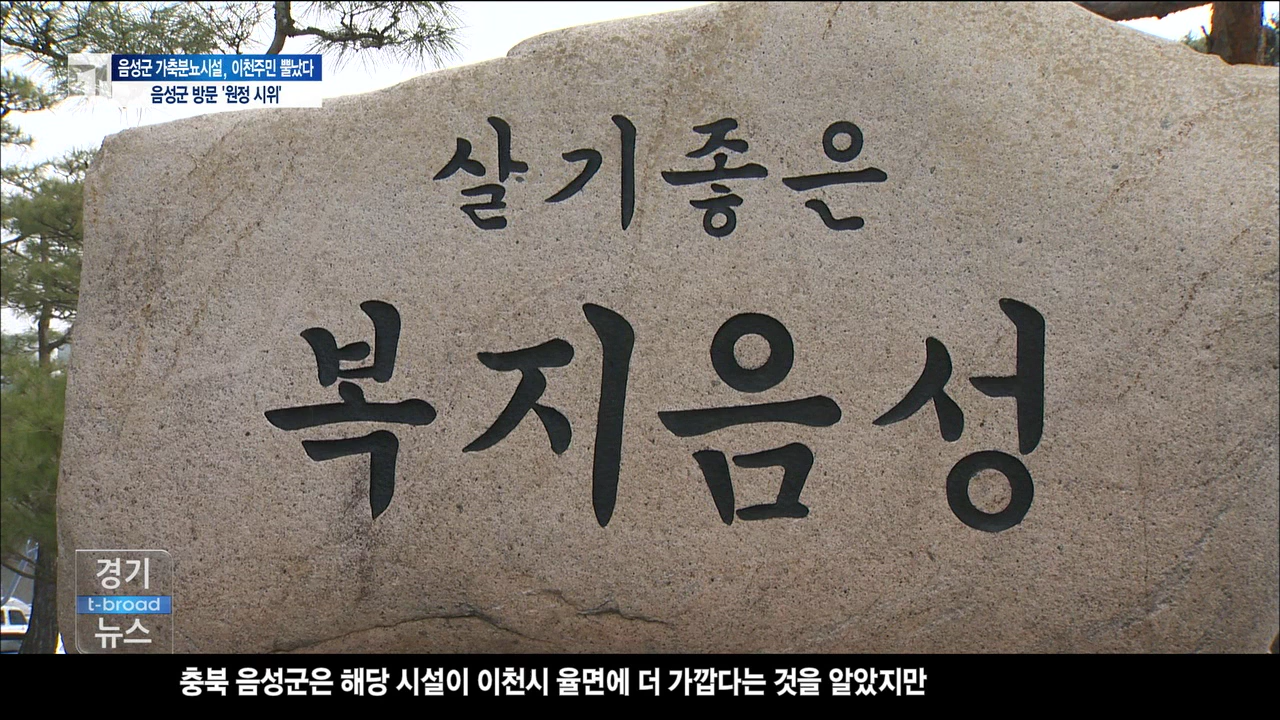 음성군 가축분뇨시설, 이천주민 뿔났다
음성군 방문 '원정 시위'
살기좋은
복지음성
경기
t-broad
뉴스
충북 음성군은 해당 시설이 이천시 율면에 더 가깝다는 것을 알았지만